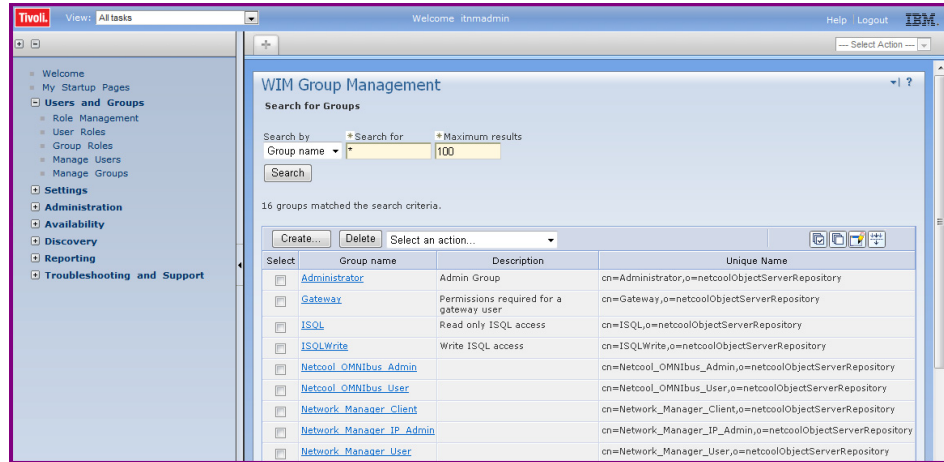 Tivoli. View: All tasks Welcome itnmadmin Help Logout IBM.
--- Select Action ---
Welcome
My Startup Pages
Users and Groups
Role Management
User Roles
Group Roles
Manage Users
Manage Groups
Settings
Administration
Availability
Discovery
Reporting
Troubleshooting and Support
WIM Group Management ?
Search for Groups
Search by *Search for *Maximum results
Group name * 100
Search
16 groups matched the search criteria.
Create... Delete Select an action...
Select Group name Description Unique Name
Administrator Admin Group cn=Administrator,o=netcoolObjectServerRepository
Gateway Permissions required for a gateway user cn=Gateway,o=netcoolObjectServerRepository
ISQL Read only ISQL access cn=ISQL,o=netcoolObjectServerRepository
ISQLWrite Write ISQL access cn=ISQLWrite,o=netcoolObjectServerRepository
Netcool_OMNIbus_Admin cn=Netcool_OMNIbus_Admin,o=netcoolObjectServerRepository
Netcool_OMNIbus_User cn=Netcool_OMNIbus_User,o=netcoolObjectServerRepository
Network_Manager_Client cn=Network_Manager_Client,o=netcoolObjectServerRepository
Network_Manager_IP_Admin cn=Network_Manager_IP_Admin,o=netcoolObjectServerRepository
Network_Manager_User cn=Network_Manager_User,o=netcoolObjectServerRepository